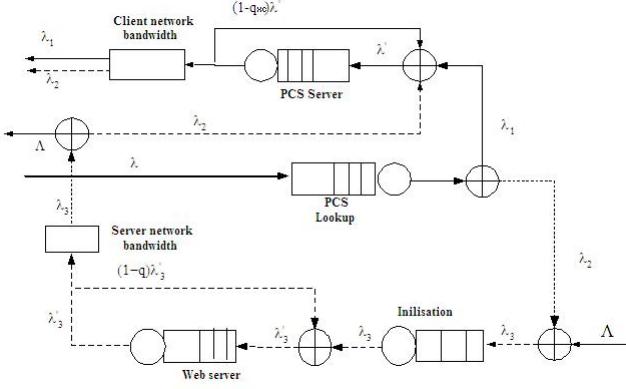 (1-qxc)λ'
Client network
bandwidth
λ1
λ2
λ'
PCS Server
λ2
Λ
λ1
λ
PCS
Lookup
λ3
Server network
bandwidth
(1-q)λ'3
λ2
λ'3
Inilisation
λ'3
λ3
λ3
Λ
Web server